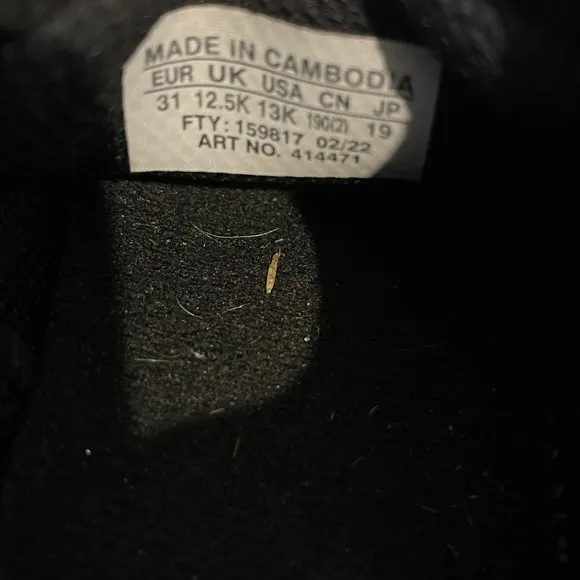 MADE IN CAMBODIA
EUR UK USA CN JP
31 12.5K 13K 190(2) 19
FTY: 159817 02/22
ART NO. 414471